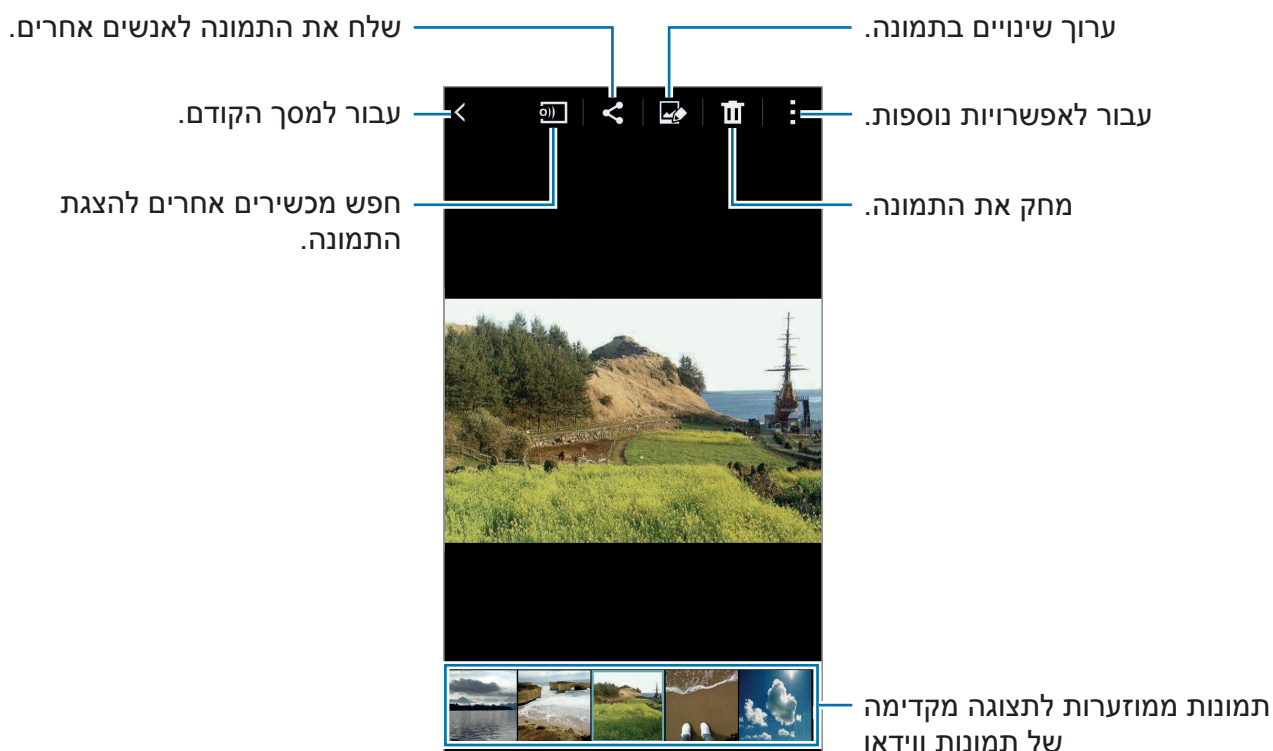 שלח את התמונה לאנשים אחרים.
ערוך שינויים בתמונה.
עבור למסך הקודם.
עבור לאפשרויות נוספות.
חפש מכשירים אחרים להצגת
התמונה.
מחק את התמונה.
תמונות ממוזערות לתצוגה מקדימה
של תמונות ווידאו